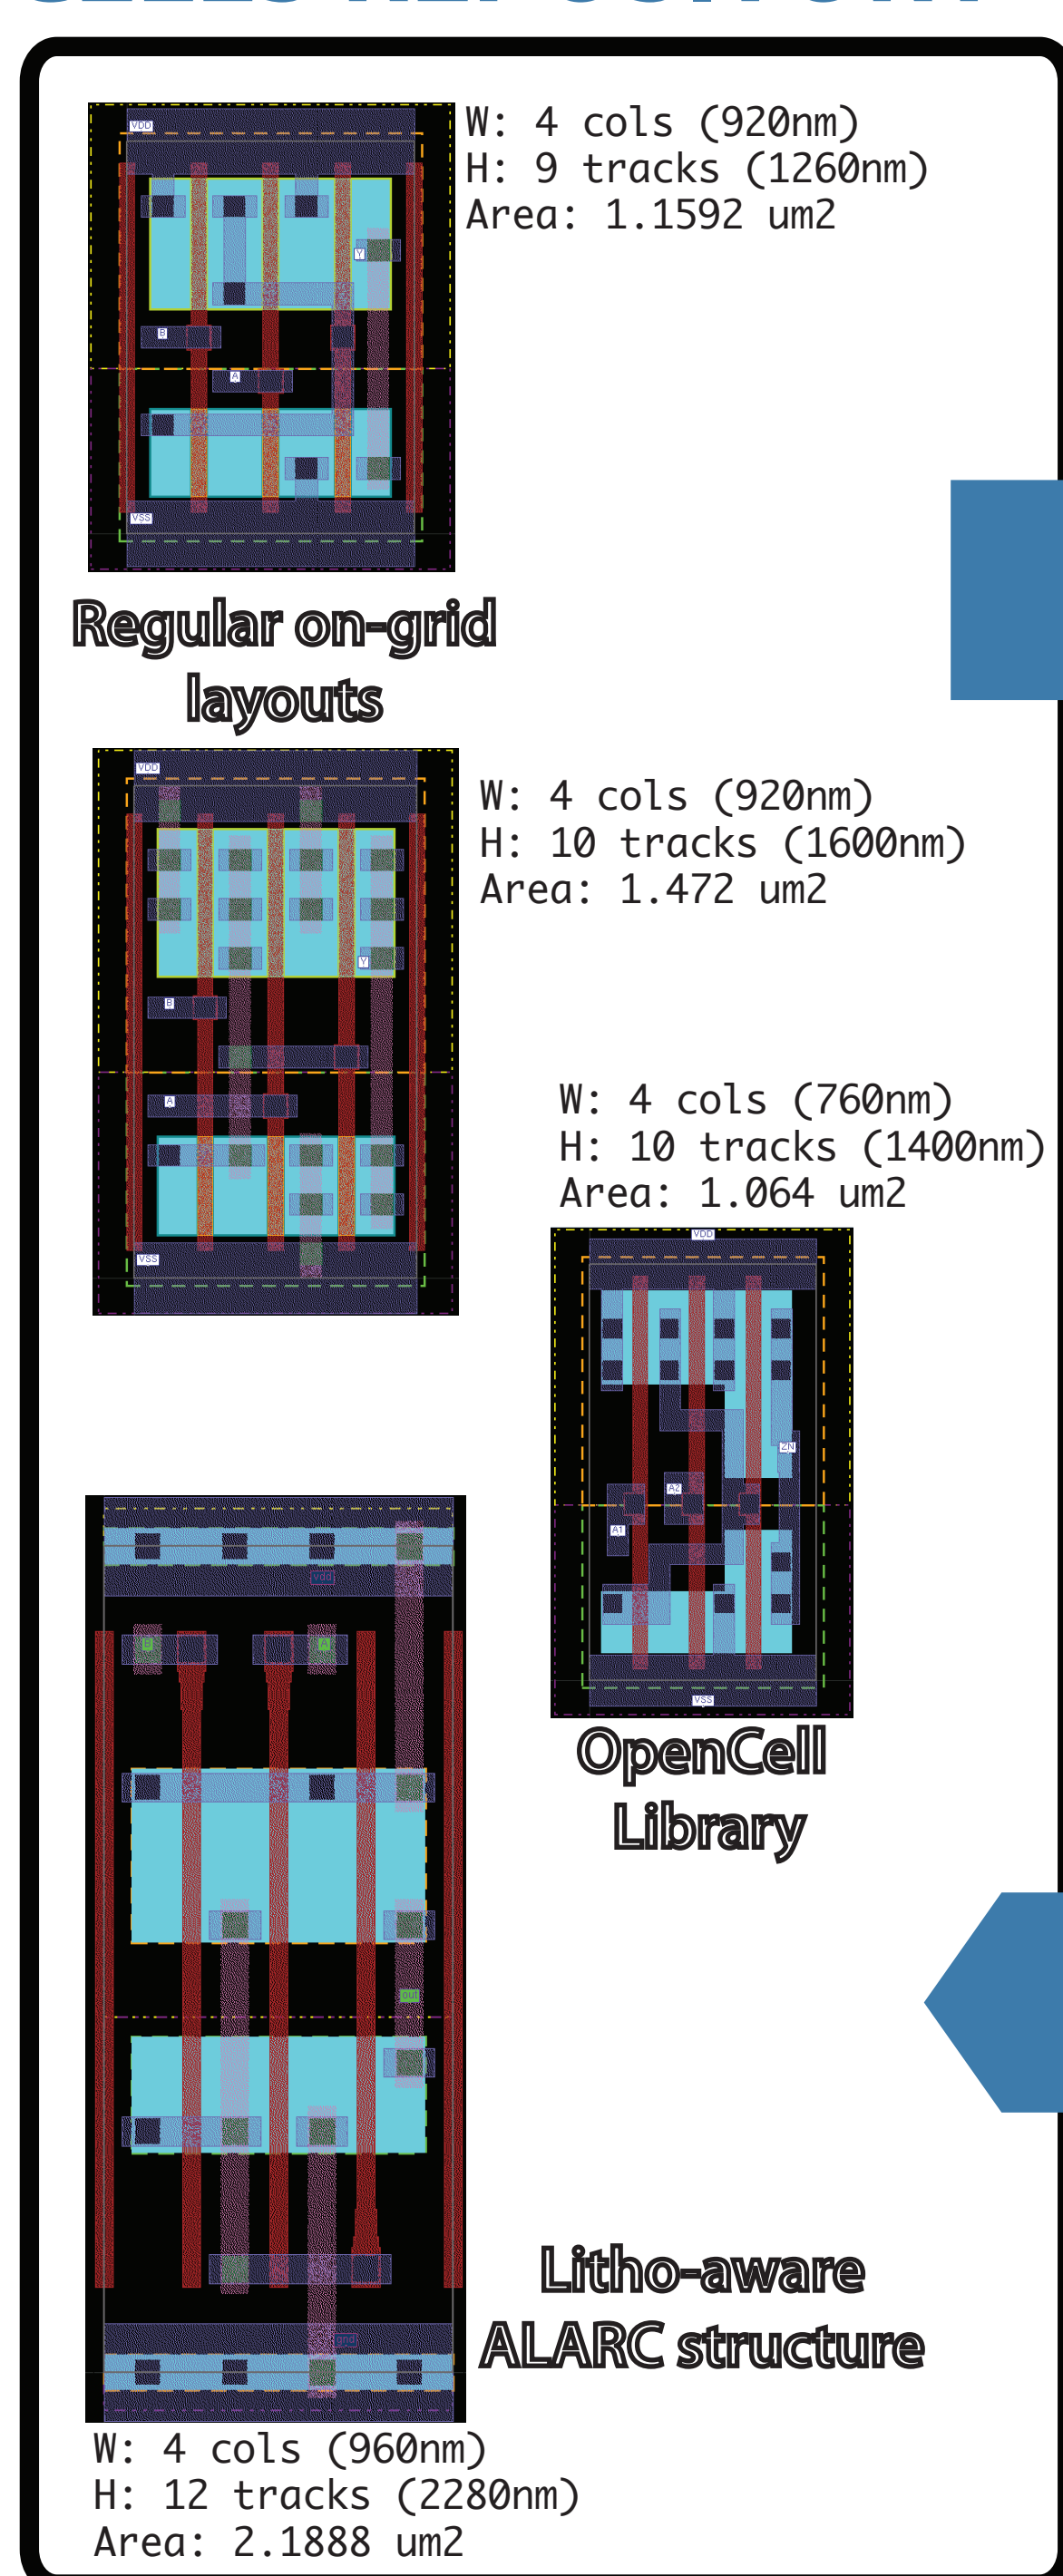 W: 4 cols (920nm)
H: 9 tracks (1260nm)
Area: 1.1592 um2
VDD
Y
B
A
VSS
Regular on-grid
layouts
VDD
W: 4 cols (920nm)
H: 10 tracks (1600nm)
Area: 1.472 um2
Y
B
A
VSS
W: 4 cols (760nm)
H: 10 tracks (1400nm)
Area: 1.064 um2
VDD
ZN
A2
A1
VSS
OpenCell
Library
vdd
B
A
out
gnd
Litho-aware
ALARC structure
W: 4 cols (960nm)
H: 12 tracks (2280nm)
Area: 2.1888 um2